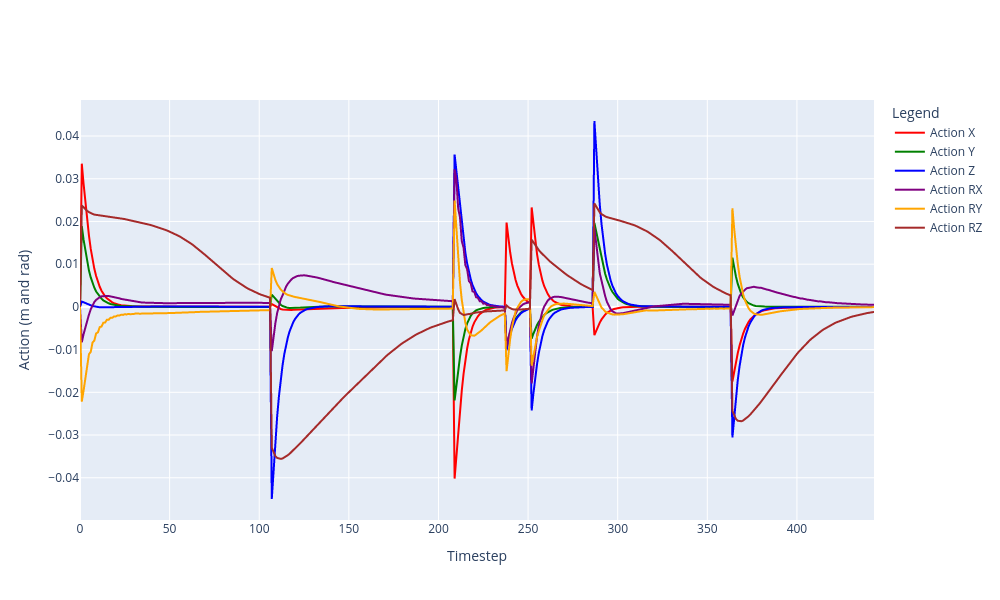 Legend
Action X
Action Y
Action Z
Action RX
Action RY
Action RZ
Action (m and rad)
0.04
0.03
0.02
0.01
0
−0.01
−0.02
−0.03
−0.04
0 50 100 150 200 250 300 350 400
Timestep